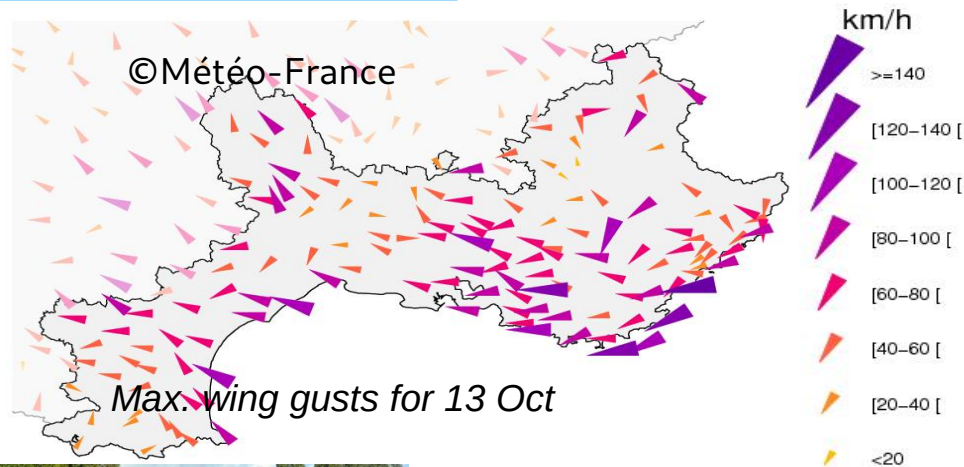 ©Météo-France
Max. wing gusts for 13 Oct
km/h
>=140
[120−140 [
[100−120 [
[80−100 [
[60−80 [
[40−60 [
[20−40 [
<20